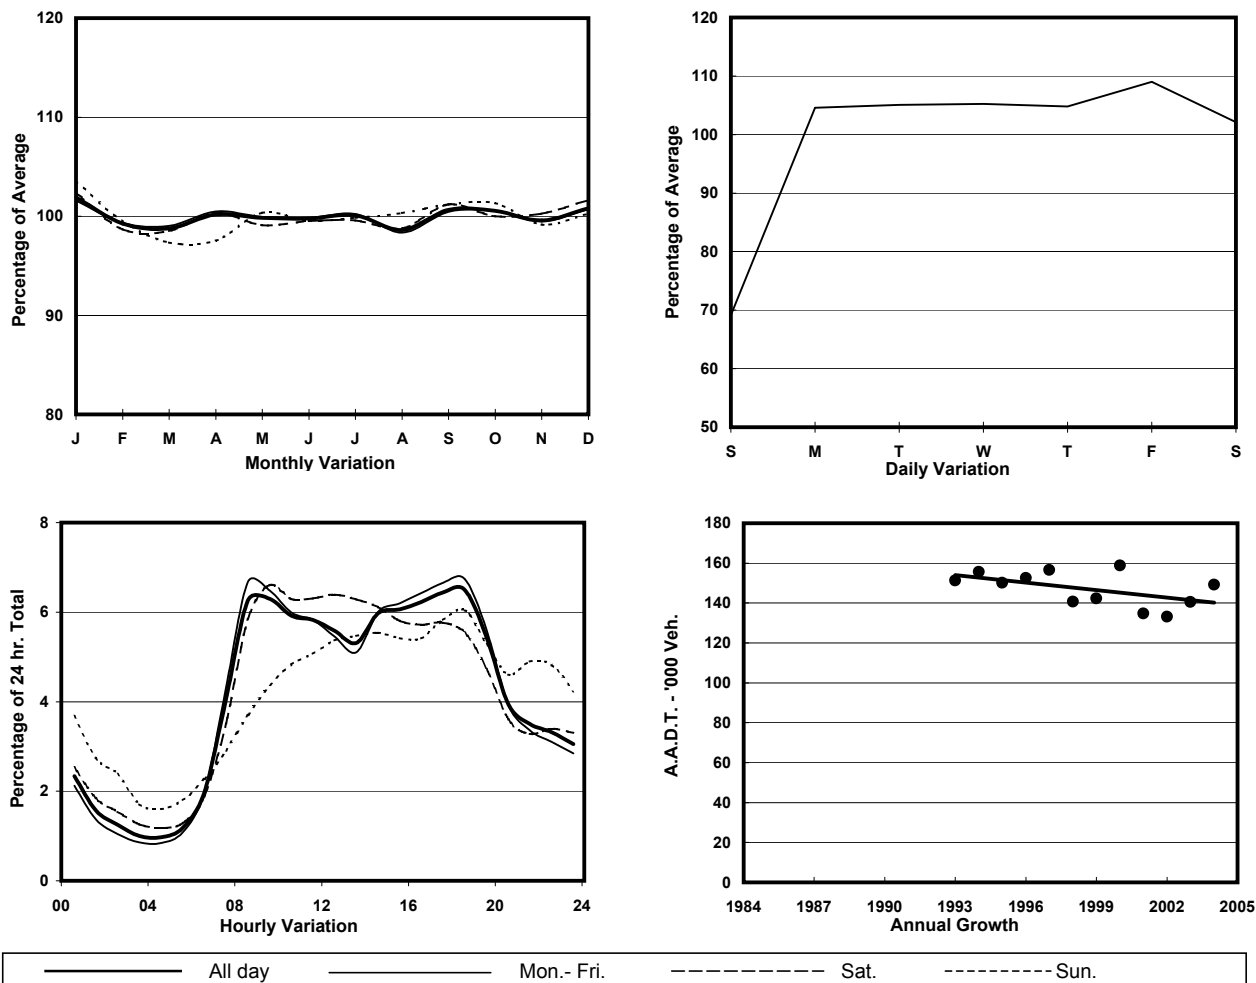 120
110
100
90
80
Percentage of Average
J F M A M J J A S O N D
Monthly Variation
120
110
100
90
80
70
60
50
Percentage of Average
S M T W T F S
Daily Variation
8
6
4
2
0
Percentage of 24 hr. Total
00 04 08 12 16 20 24
Hourly Variation
180
160
140
120
100
80
60
40
20
0
A.A.D.T. - '000 Veh.
1984 1987 1990 1993 1996 1999 2002 2005
Annual Growth
All day Mon.- Fri. Sat. Sun.